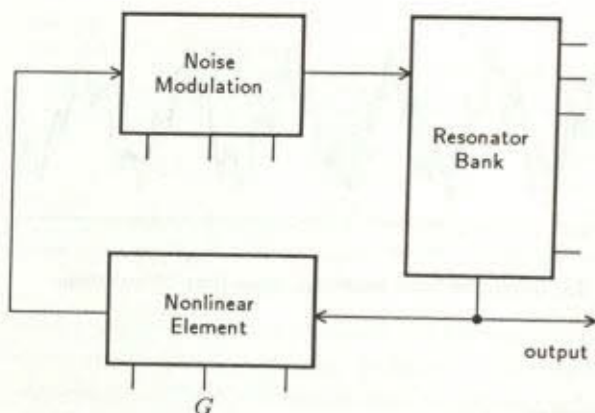 Noise
Modulation
Resonator
Bank
Nonlinear
Element
output
G